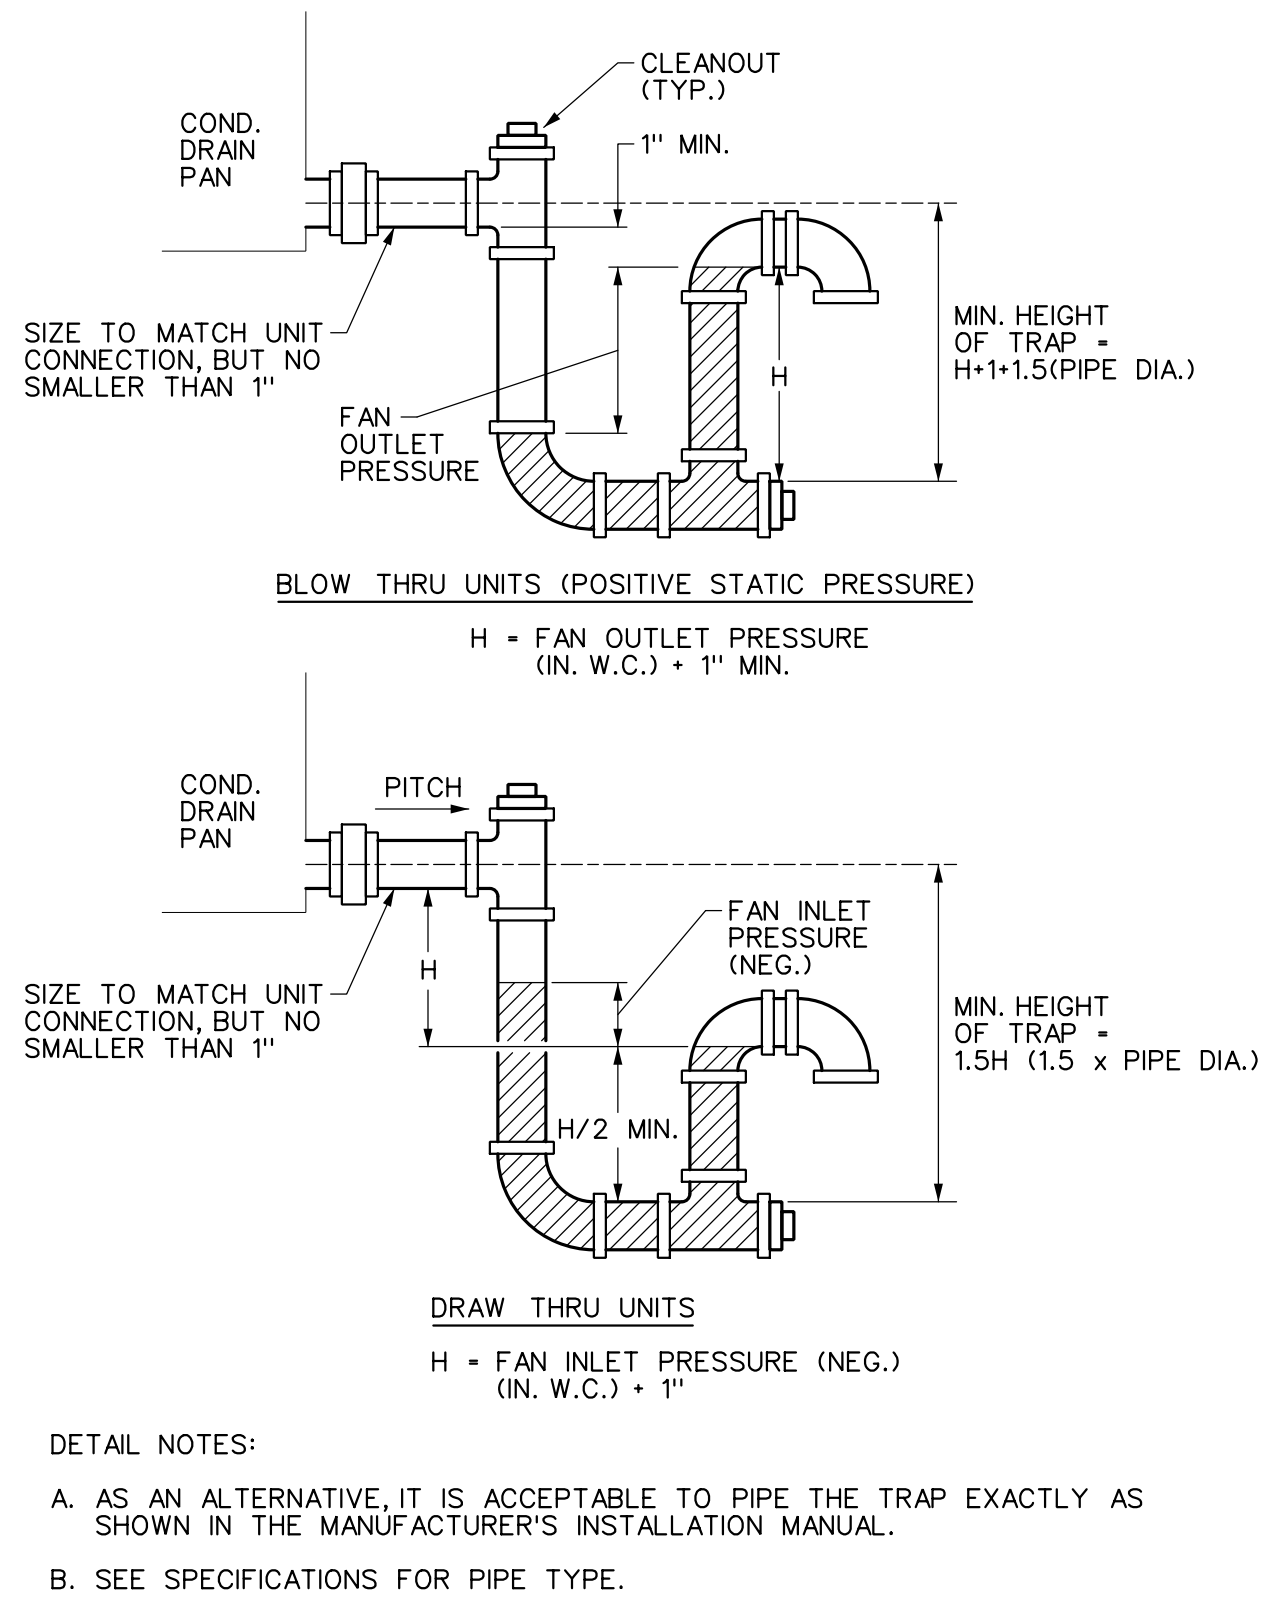 CLEANOUT
(TYP.)
COND.
DRAIN
PAN
1" MIN.
SIZE TO MATCH UNIT
CONNECTION, BUT NO
SMALLER THAN 1"
FAN
OUTLET
PRESSURE
H
MIN. HEIGHT
OF TRAP =
H+1+1.5(PIPE DIA.)
BLOW THRU UNITS (POSITIVE STATIC PRESSURE)
H = FAN OUTLET PRESSURE
(IN. W.C.) + 1" MIN.
COND.
DRAIN
PAN
PITCH
SIZE TO MATCH UNIT
CONNECTION, BUT NO
SMALLER THAN 1"
H
FAN INLET
PRESSURE
(NEG.)
H/2 MIN.
MIN. HEIGHT
OF TRAP =
1.5H (1.5 x PIPE DIA.)
DRAW THRU UNITS
H = FAN INLET PRESSURE (NEG.)
(IN. W.C.) + 1"
DETAIL NOTES:
A. AS AN ALTERNATIVE, IT IS ACCEPTABLE TO PIPE THE TRAP EXACTLY AS
SHOWN IN THE MANUFACTURER'S INSTALLATION MANUAL.
B. SEE SPECIFICATIONS FOR PIPE TYPE.